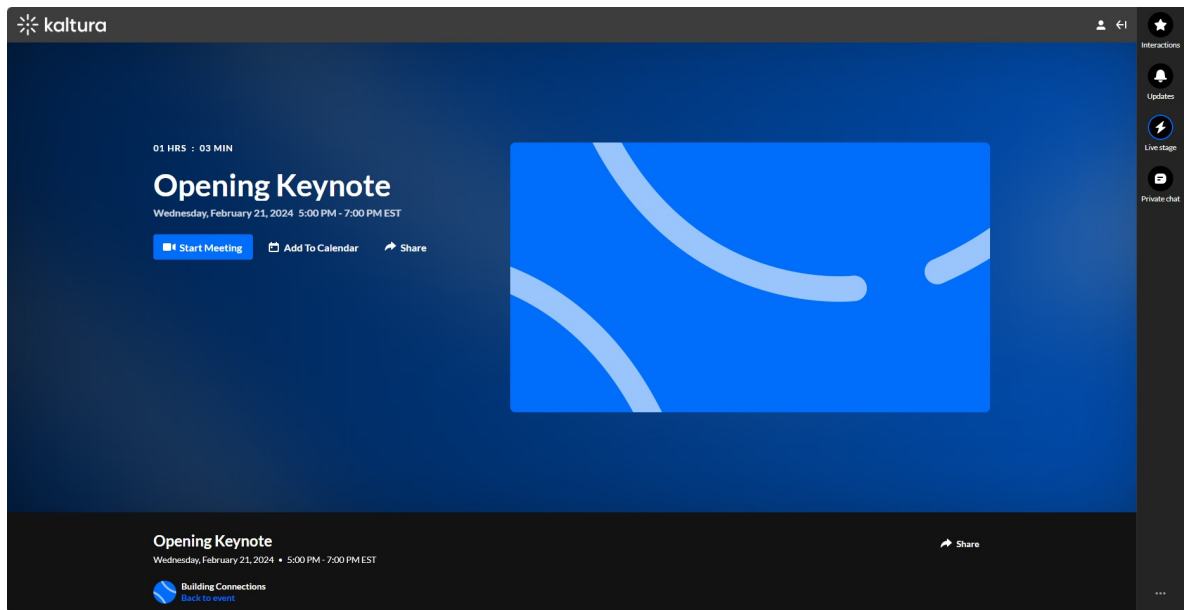 kaltura
Interactions
Updates
Live stage
Private chat
01 HRS : 03 MIN
Opening Keynote
Wednesday, February 21, 2024 5:00 PM - 7:00 PM EST
Start Meeting
Add To Calendar
Share
Opening Keynote
Share
Wednesday, February 21, 2024 • 5:00 PM - 7:00 PM EST
Building Connections
Back to event